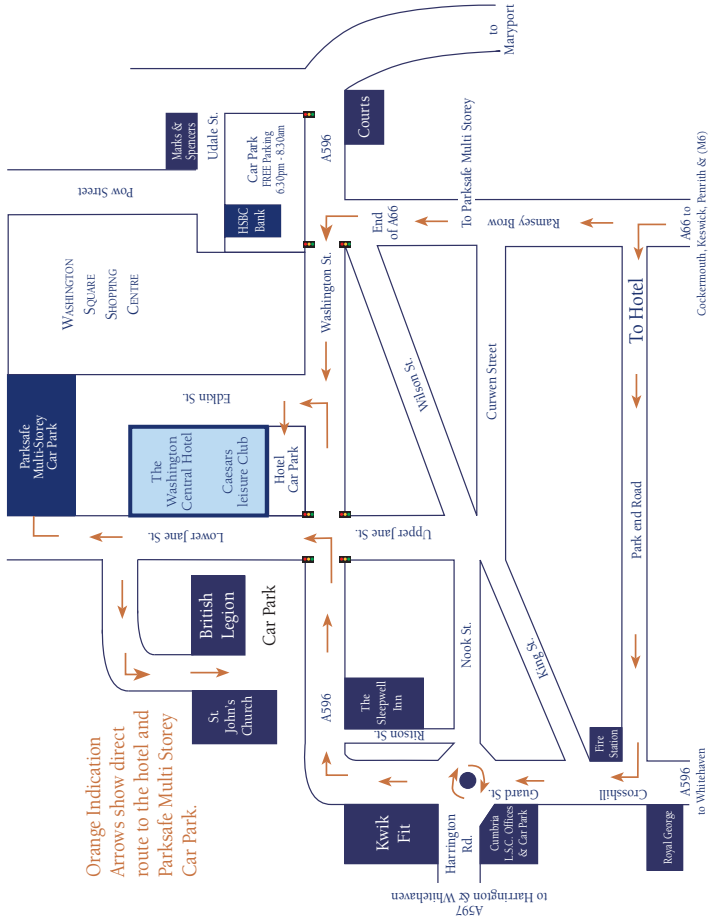 to
Maryport
Marks &
Spencers
Udale St.
Car Park
FREE Parking
6.30pm - 8.30am
A596
Courts
Pow Street
HSBC
Bank
End
of A66
To Parksafe Multi Storey
Ramsey Brow
A66 to
Cockermouth, Keswick, Penrith & (M6)
Washington
Square
Shopping
Centre
Washington St.
Wilson St.
Curwen Street
To Hotel
Edkin St.
Parksafe
Multi-Storey
Car Park
The
Washington
Central Hotel
Caesars
leisure Club
Hotel
Car Park
Lower Jane St.
Upper Jane St.
Park end Road
British
Legion
Car Park
Nook St.
King St.
St.
John's
Church
A596
The
Sleepwell
Inn
Ritson St.
Fire
Station
Orange Indication
Arrows show direct
route to the hotel and
Parksafe Multi Storey
Car Park.
Kwik
Fit
Harrington
Rd.
Guard St.
Cumbria
L.S.C. Offices
& Car Park
Crosshill
A596
to Whitehaven
Royal George
A597
to Harrington & Whitehaven